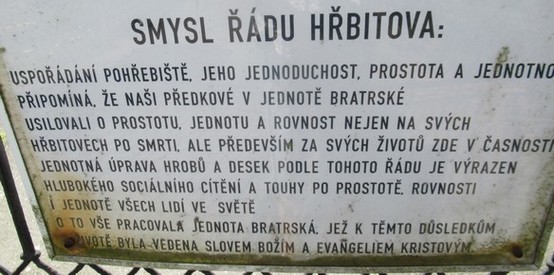 SMYSL ŘÁDU HŘBITOVA:
USPOŘÁDÁNÍ POHŘEBIŠTĚ, JEHO JEDNODUCHOST, PROSTOTA A JEDNOTNO
PŘIPOMÍNÁ, ŽE NAŠI PŘEDKOVÉ V JEDNOTĚ BRATRSKÉ
USILOVALI O PROSTOTU, JEDNOTU A ROVNOST NEJEN NA SVÝCH
HŘBITOVECH PO SMRTI, ALE PŘEDEVŠÍM ZA SVÝCH ŽIVOTŮ ZDE V ČASNOSTI
JEDNOTNÁ ÚPRAVA HROBŮ A DESEK PODLE TOHOTO ŘÁDU JE VÝRAZEN
HLUBOKÉHO SOCIÁLNÍHO CÍTĚNÍ A TOUHY PO PROSTOTĚ, ROVNOSTI
I JEDNOTĚ VŠECH LIDÍ VE SVĚTĚ
O TO VŠE PRACOVALA JEDNOTA BRATRSKÁ, JEŽ K TĚMTO DŮSLEDKŮM
ŽIVOTĚ BYLA VEDENA SLOVEM BOŽÍM A EVANGELIEM KRISTOVÝM.